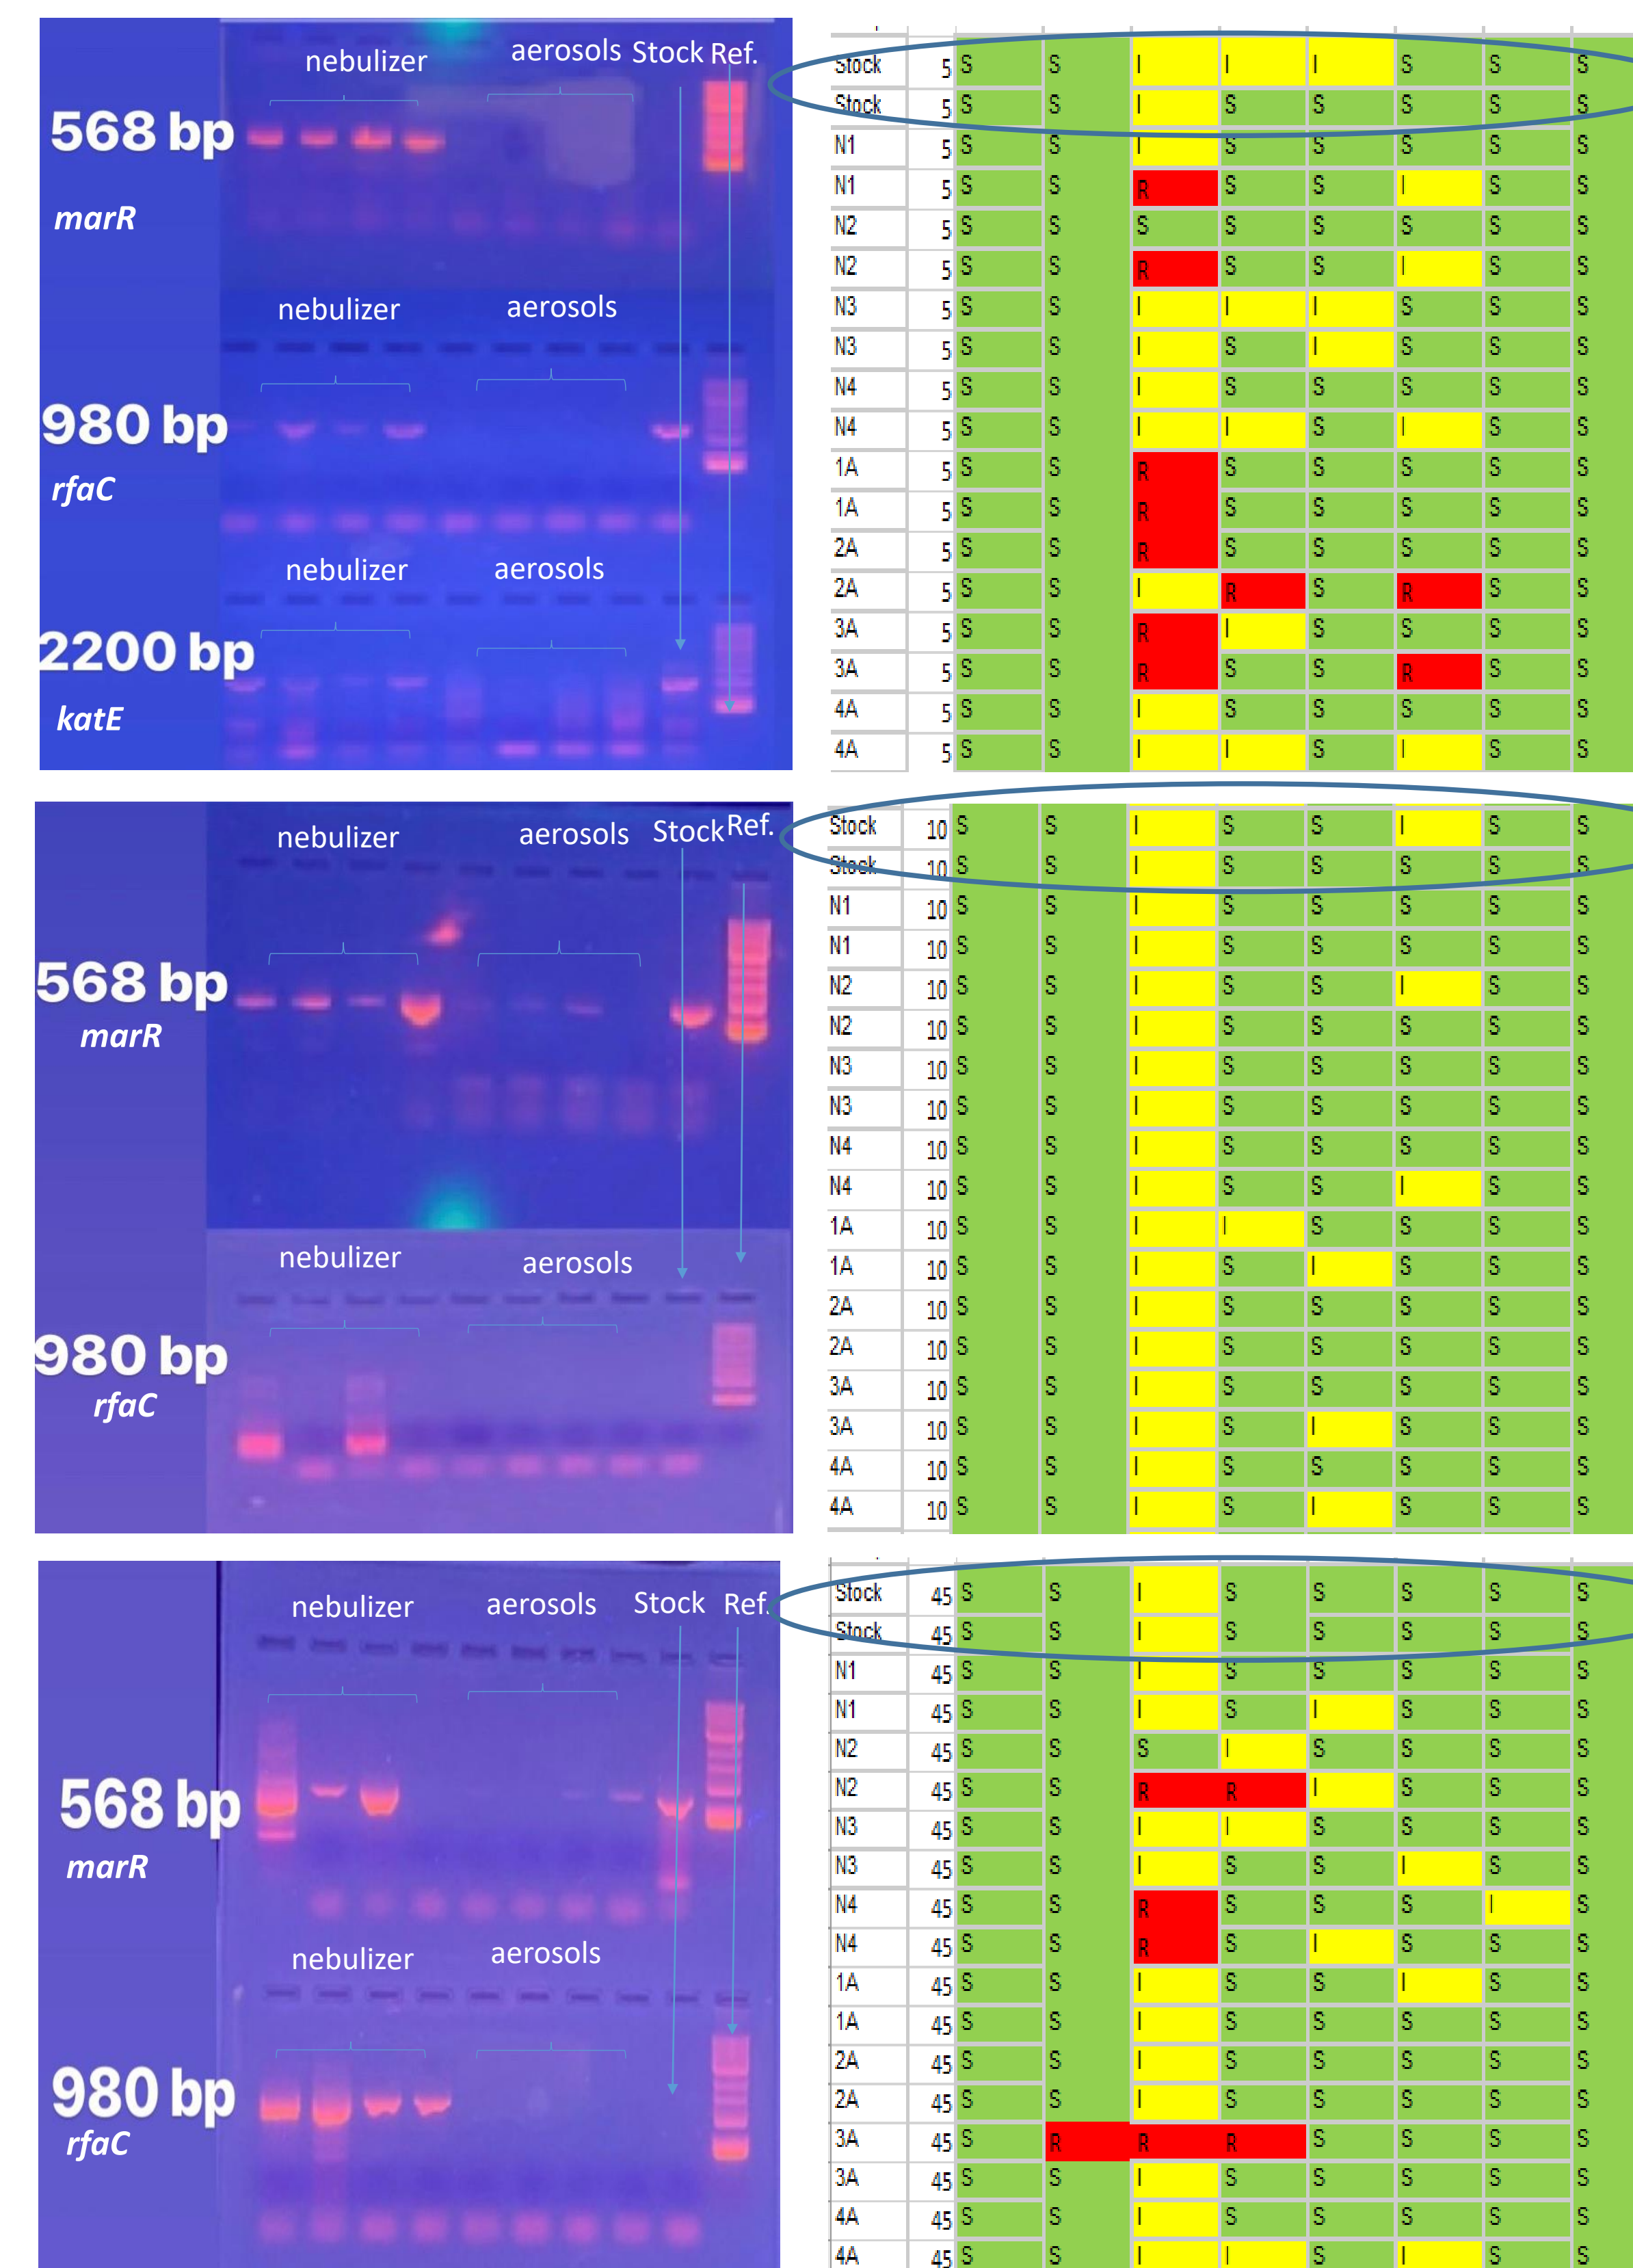 nebulizer aerosols Stock Ref.
568 bp
marR
nebulizer aerosols
980 bp
rfaC
nebulizer aerosols
2200 bp
katE
Stock 5 S S I I I S S S
Stock 5 S S I S S S S S
N1 5 S S I S S S S S
N1 5 S S R S S I S S
N2 5 S S S S S S S S
N2 5 S S R S S I S S
N3 5 S S I I I S S S
N3 5 S S I S I S S S
N4 5 S S I S S S S S
N4 5 S S I I S I S S
1A 5 S S R S S S S S
1A 5 S S R S S S S S
2A 5 S S R S S S S S
2A 5 S S I R S R S S
3A 5 S S R I S S S S
3A 5 S S R S S R S S
4A 5 S S I S S S S S
4A 5 S S I I S I S S
nebulizer aerosols Stock Ref.
568 bp
marR
nebulizer aerosols
980 bp
rfaC
Stock 10 S S I S S I S S
Stock 10 S S I S S S S S
N1 10 S S I S S S S S
N1 10 S S I S S S S S
N2 10 S S I S S I S S
N2 10 S S I S S S S S
N3 10 S S I S S S S S
N3 10 S S I S S S S S
N4 10 S S I S S S S S
N4 10 S S I S S I S S
1A 10 S S I I S S S S
1A 10 S S I S I S S S
2A 10 S S I S S S S S
2A 10 S S I S S S S S
3A 10 S S I S S S S S
3A 10 S S I S I S S S
4A 10 S S I S S S S S
4A 10 S S I S I S S S
nebulizer aerosols Stock Ref.
568 bp
marR
nebulizer aerosols
980 bp
rfaC
Stock 45 S S I S S S S S
Stock 45 S S I S S S S S
N1 45 S S I S S S S S
N1 45 S S I S I S S S
N2 45 S S S I S S S S
N2 45 S S R R I S S S
N3 45 S S I I S S S S
N3 45 S S I S S I S S
N4 45 S S R S S S I S
N4 45 S S R S I S S S
1A 45 S S I S S I S S
1A 45 S S I S S S S S
2A 45 S S I S S S S S
2A 45 S S I S S S S S
3A 45 S R R R S S S S
3A 45 S S I S S S S S
4A 45 S S I S S S S S
4A 45 S S I I S I S S